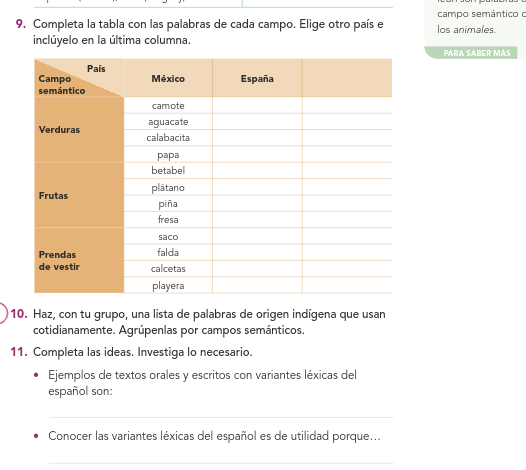 campo semántico
los animales.
PARA SABER MÁS
9. Completa la tabla con las palabras de cada campo. Elige otro país e
inclúyelo en la última columna.
País
Campo
semántico
México
España
Verduras
camote
aguacate
calabacita
papa
Frutas
betabel
plátano
piña
fresa
Prendas
de vestir
saco
falda
calcetas
playera
10. Haz, con tu grupo, una lista de palabras de origen indígena que usan
cotidianamente. Agrúpenlas por campos semánticos.
11. Completa las ideas. Investiga lo necesario.
• Ejemplos de textos orales y escritos con variantes léxicas del
español son:
• Conocer las variantes léxicas del español es de utilidad porque...